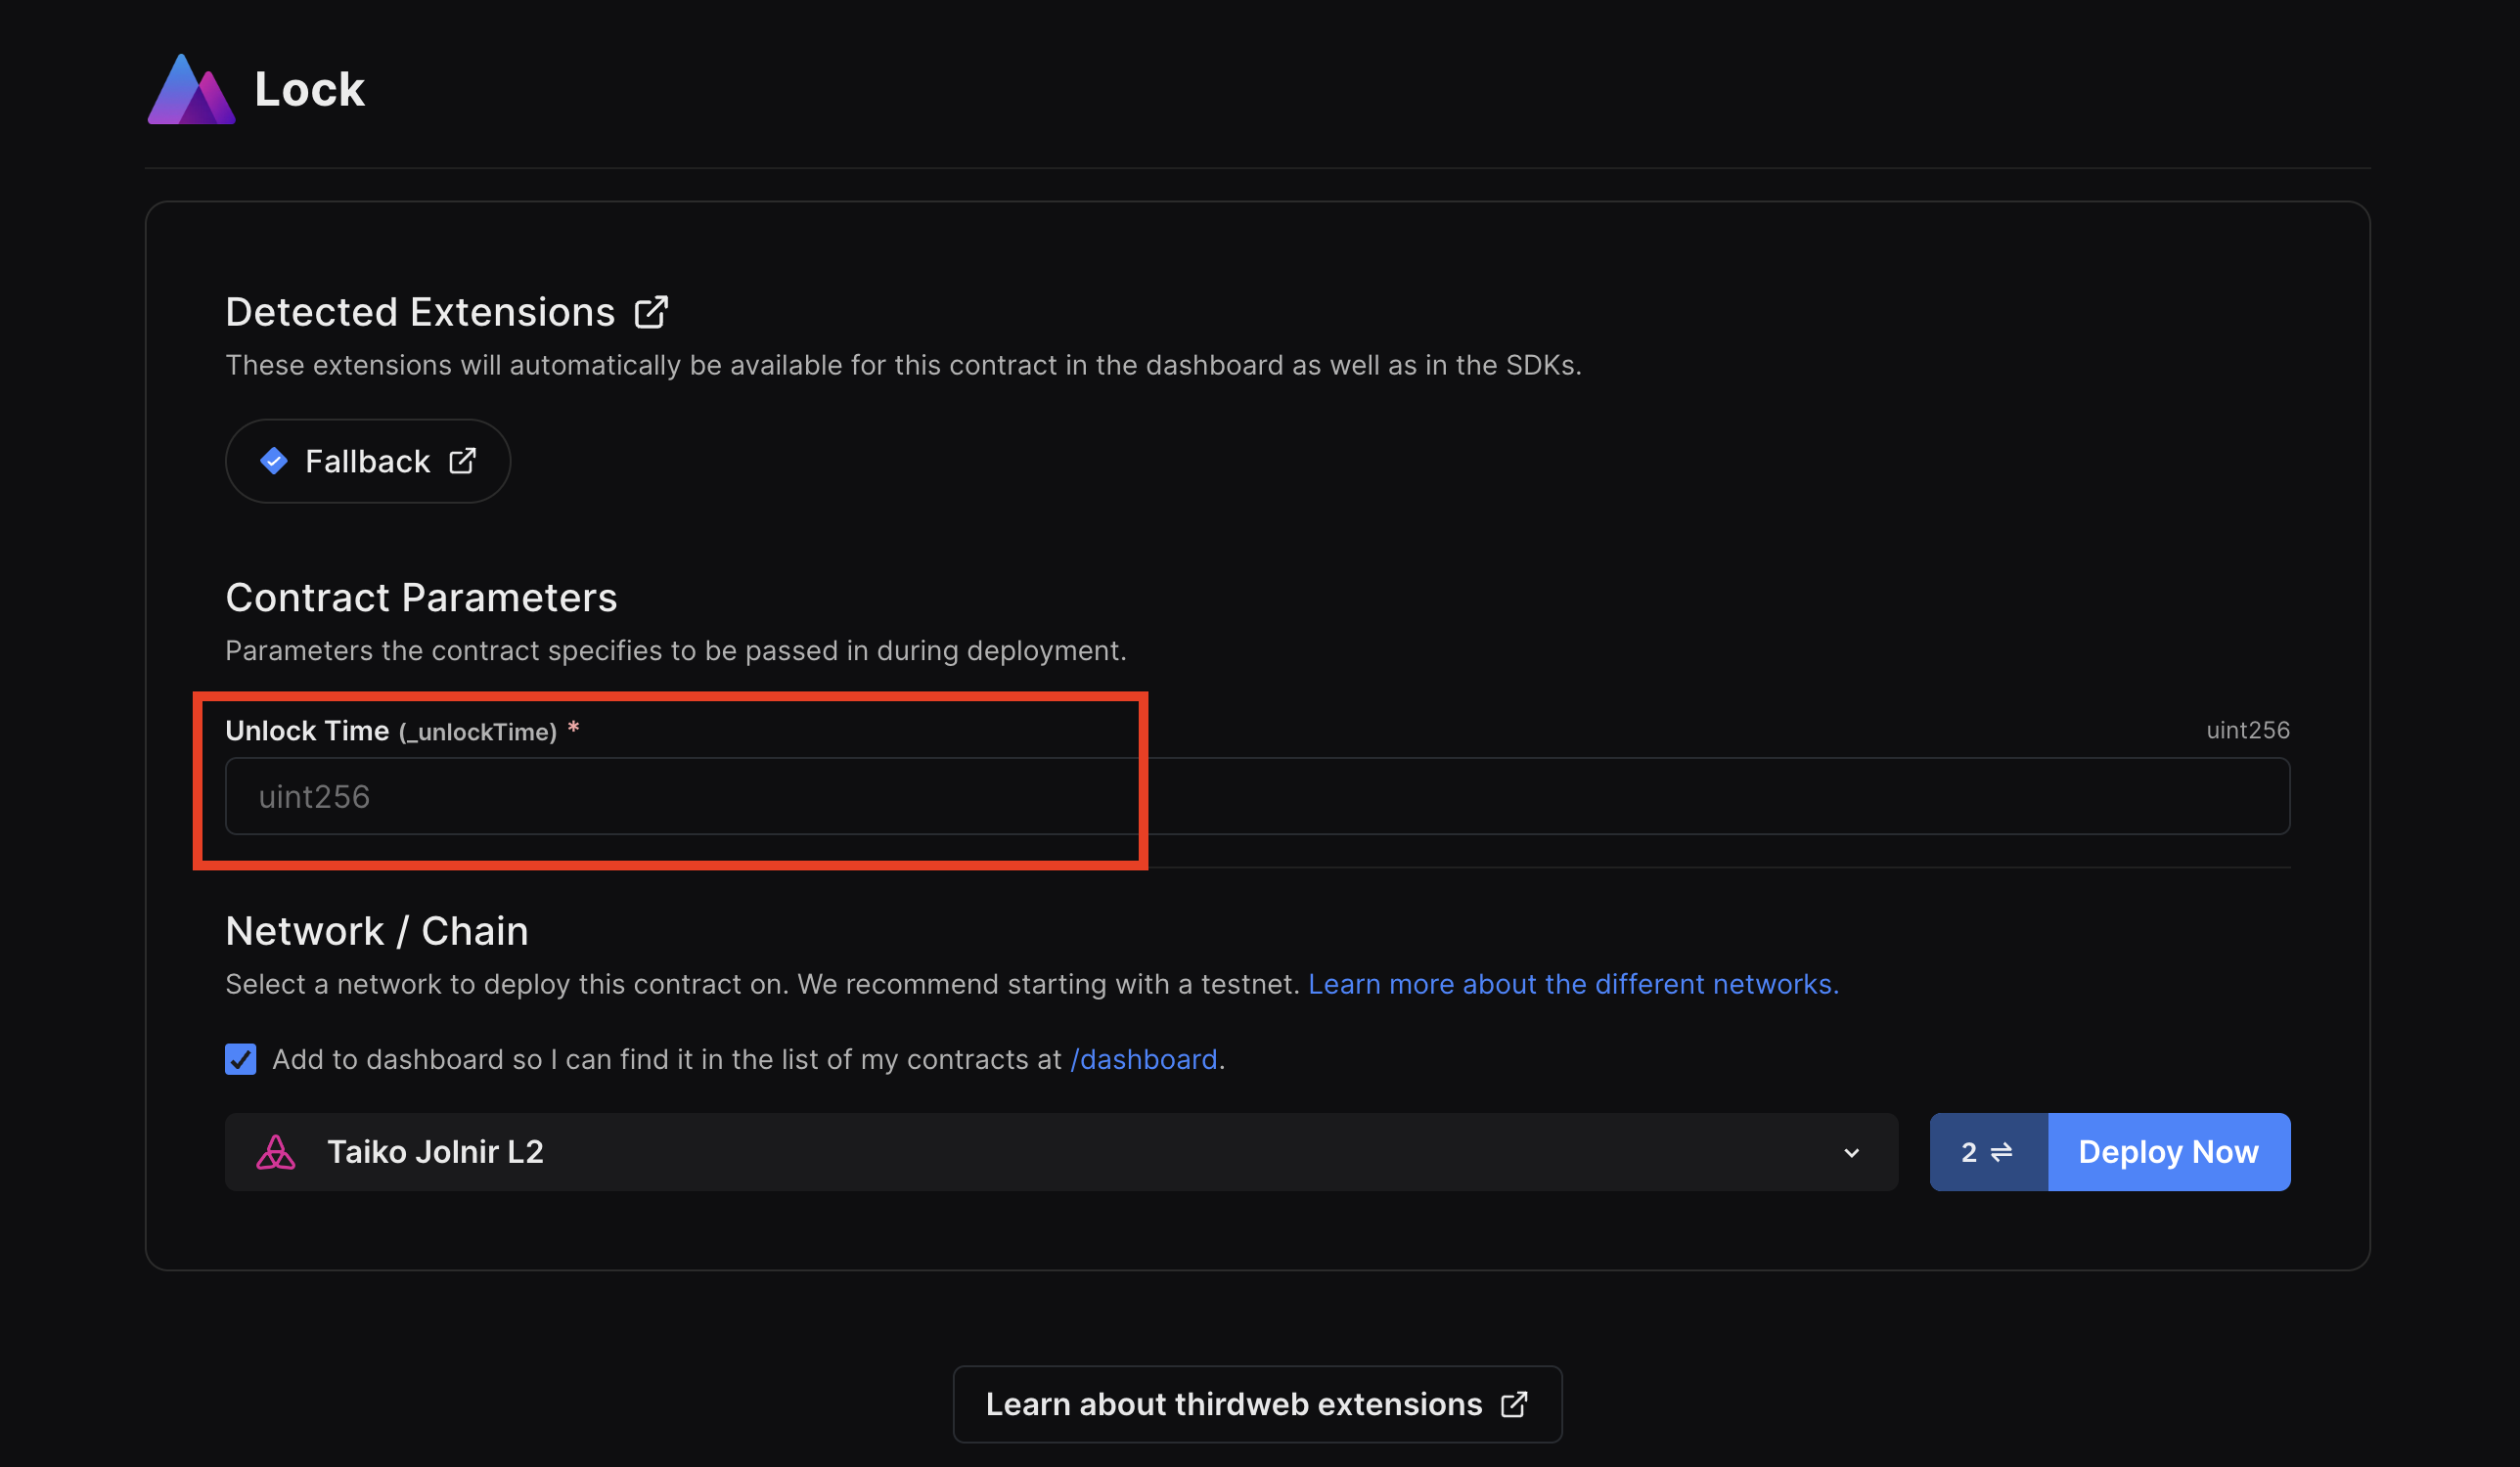 Lock
Detected Extensions
These extensions will automatically be available for this contract in the dashboard as well as in the SDKs.
Fallback
Contract Parameters
Parameters the contract specifies to be passed in during deployment.
Unlock Time (_unlockTime) * uint256
uint256
Network / Chain
Select a network to deploy this contract on. We recommend starting with a testnet. Learn more about the different networks.
Add to dashboard so I can find it in the list of my contracts at /dashboard.
Taiko Jolnir L2 2 ⇌ Deploy Now
Learn about thirdweb extensions